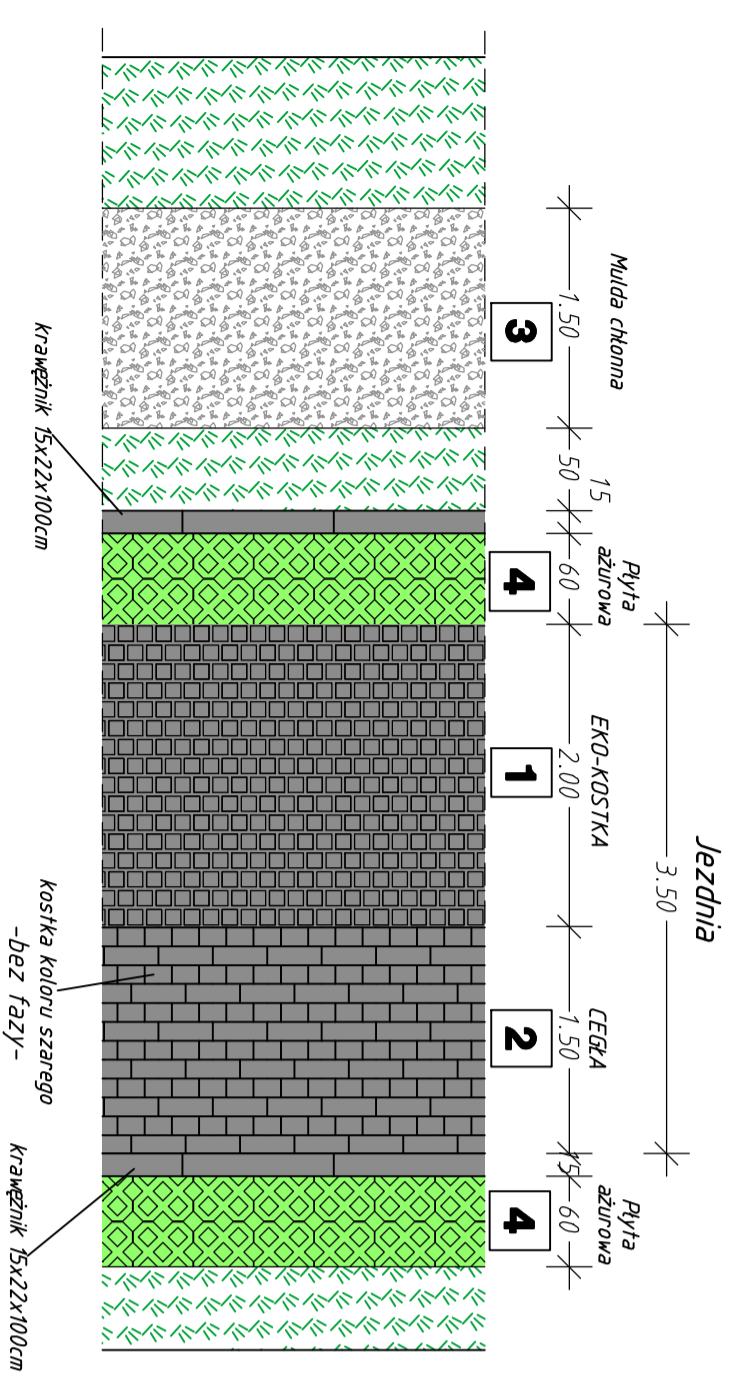 Jezdnia
3.50
Mulda chłonna
1.50
3
15
50
Płyta
ażurowa
60
4
EKO-KOSTKA
2.00
1
CEGŁA
1.50
2
15
Płyta
ażurowa
60
4
krawężnik 15x22x100cm
kostka koloru szarego
-bez fazy-
krawężnik 15x22x100cm